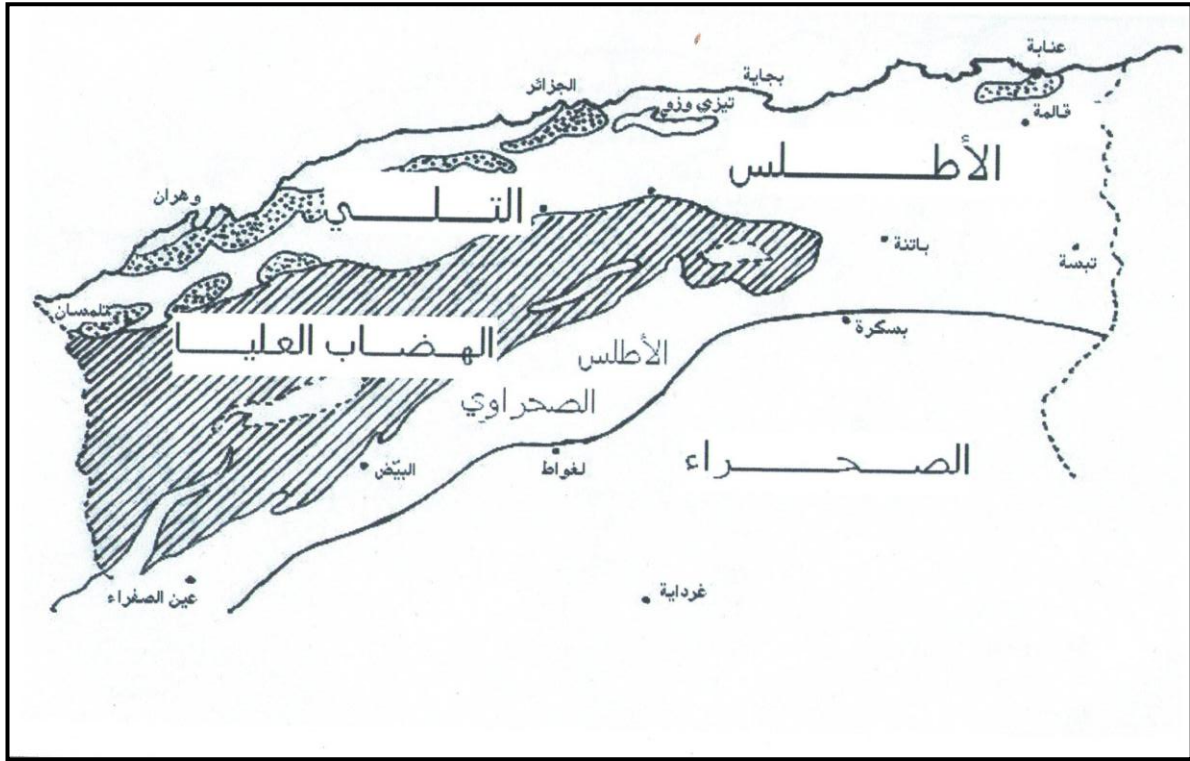 عنابة
بجاية
الجزائر
تيزي وزو
قالمة
الأطلس
وهران
التلي
باتنة
تبسة
تلمسان
بسكرة
الهضاب العليا
الأطلس
الصحراوي
الصحراء
البيّض
لغواط
عين الصفراء
غرداية